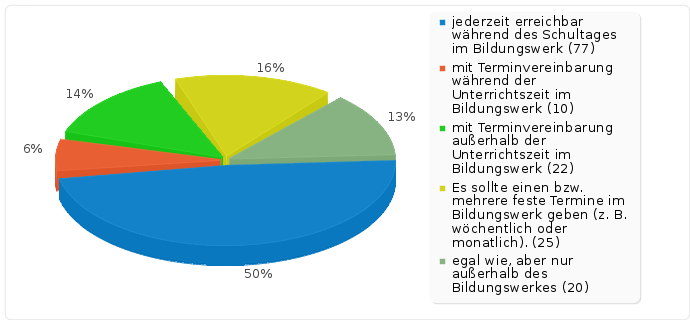 16%
14%
13%
6%
50%
jederzeit erreichbar
während des Schultages
im Bildungswerk (77)
mit Terminvereinbarung
während der
Unterrichtszeit im
Bildungswerk (10)
mit Terminvereinbarung
außerhalb der
Unterrichtszeit im
Bildungswerk (22)
Es sollte einen bzw.
mehrere feste Termine im
Bildungswerk geben (z. B.
wöchentlich oder
monatlich). (25)
egal wie, aber nur
außerhalb des
Bildungswerkes (20)